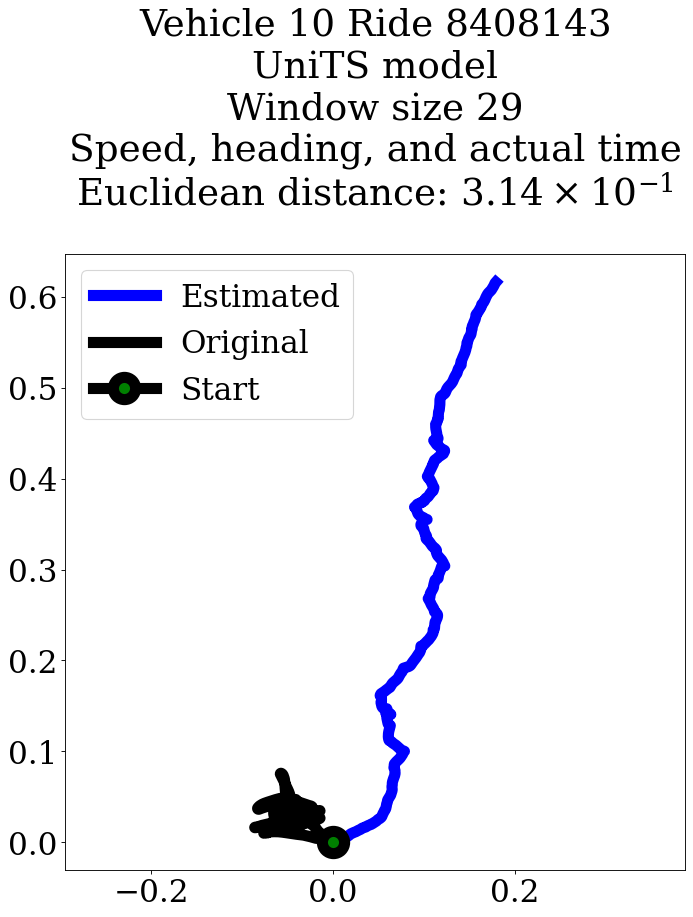 Vehicle 10 Ride 8408143
UniTS model
Window size 29
Speed, heading, and actual time
Euclidean distance: 3.14 × 10⁻¹
Estimated
Original
Start
0.6
0.5
0.4
0.3
0.2
0.1
0.0
−0.2 0.0 0.2